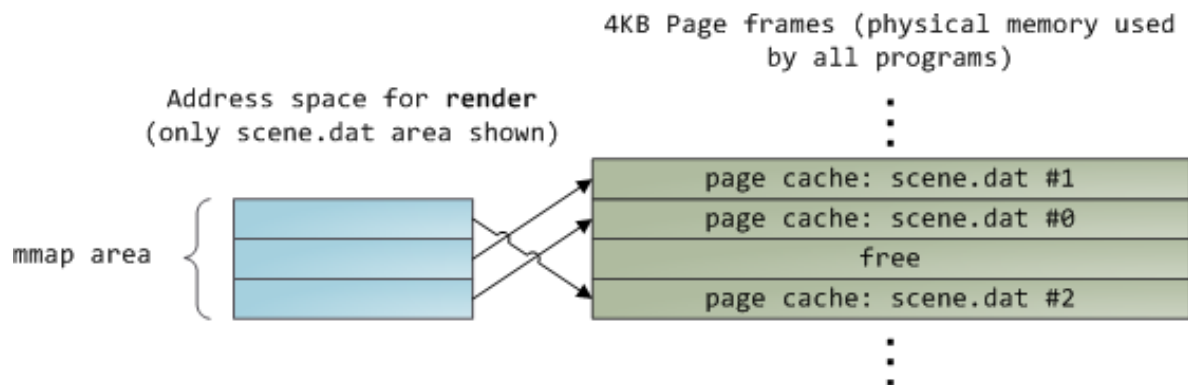 4KB Page frames (physical memory used
by all programs)
Address space for render
(only scene.dat area shown)
page cache: scene.dat #1
page cache: scene.dat #0
mmap area
free
page cache: scene.dat #2